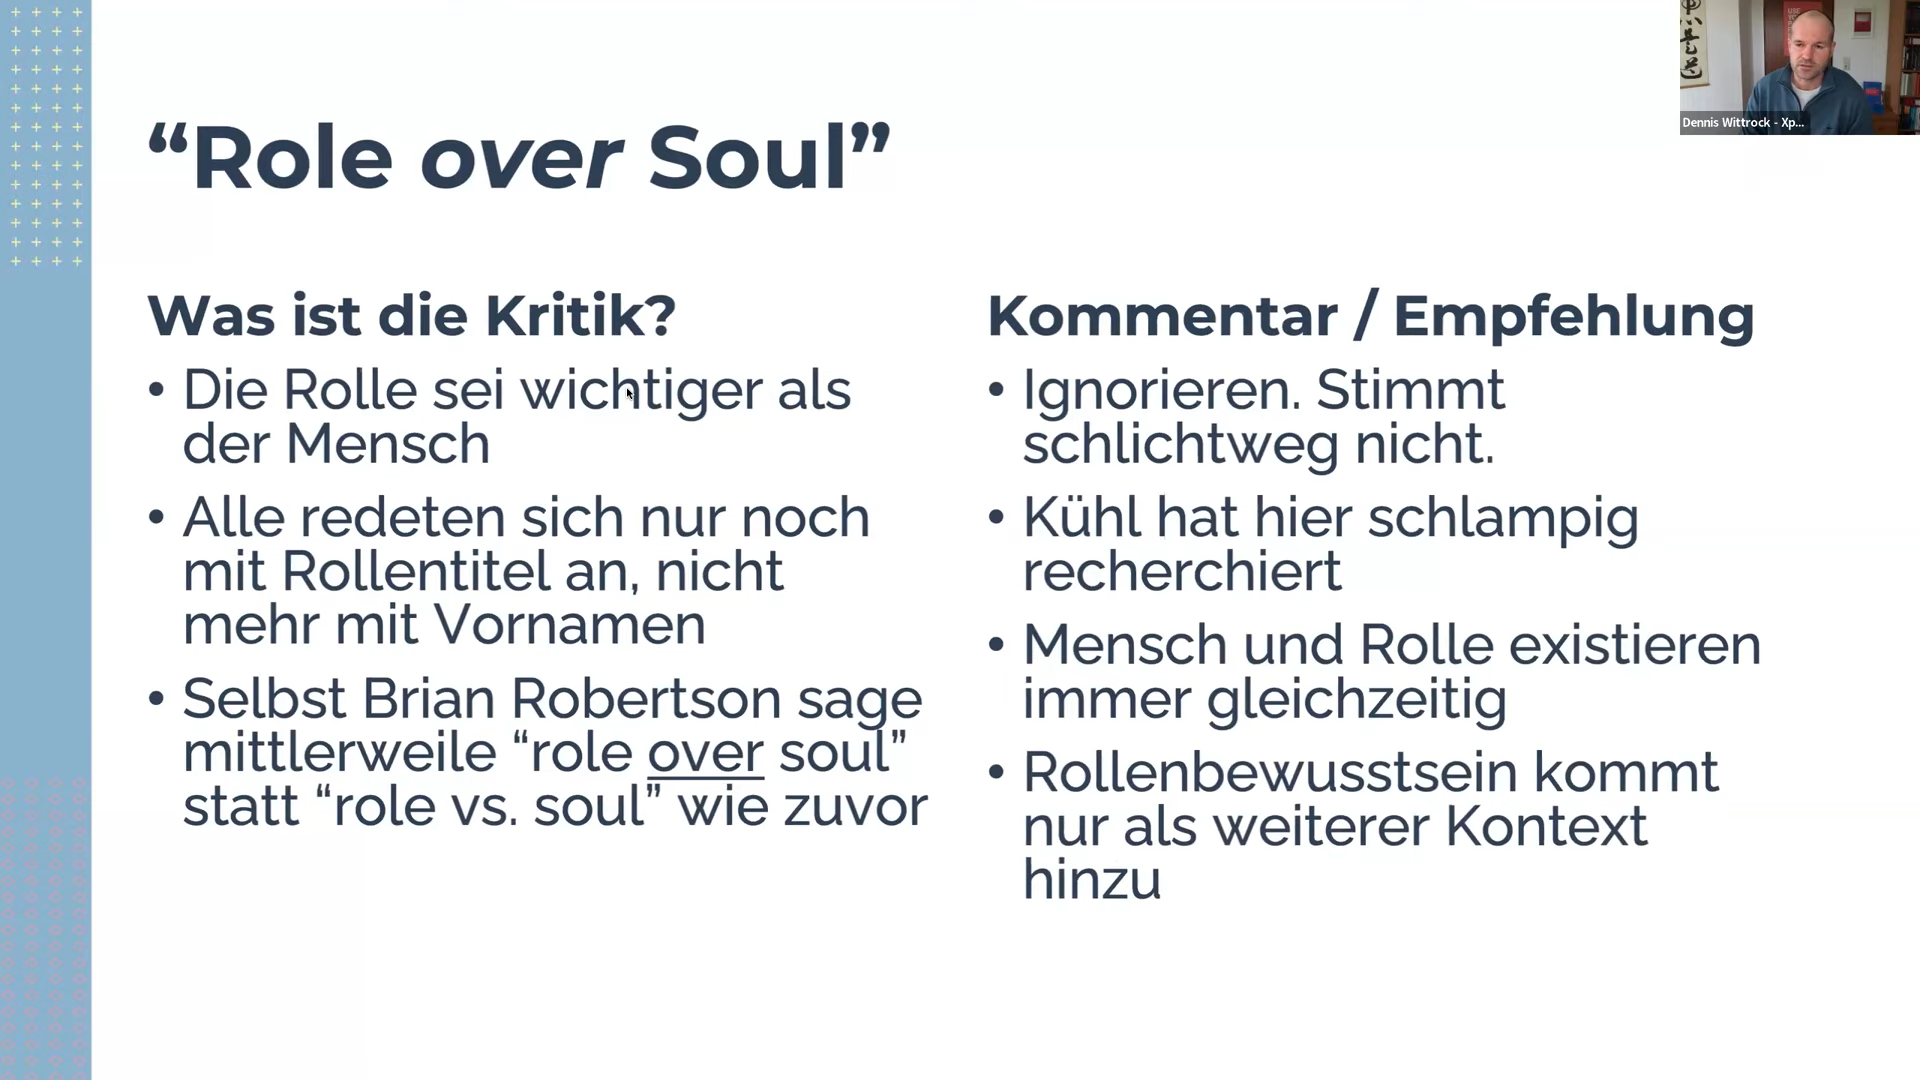 “Role over Soul”
Was ist die Kritik?
• Die Rolle sei wichtiger als
der Mensch
• Alle redeten sich nur noch
mit Rollentitel an, nicht
mehr mit Vornamen
• Selbst Brian Robertson sage
mittlerweile “role over soul”
statt “role vs. soul” wie zuvor
Kommentar / Empfehlung
• Ignorieren. Stimmt
schlichtweg nicht.
• Kühl hat hier schlampig
recherchiert
• Mensch und Rolle existieren
immer gleichzeitig
• Rollenbewusstsein kommt
nur als weiterer Kontext
hinzu
Dennis Wittrock - Xp...